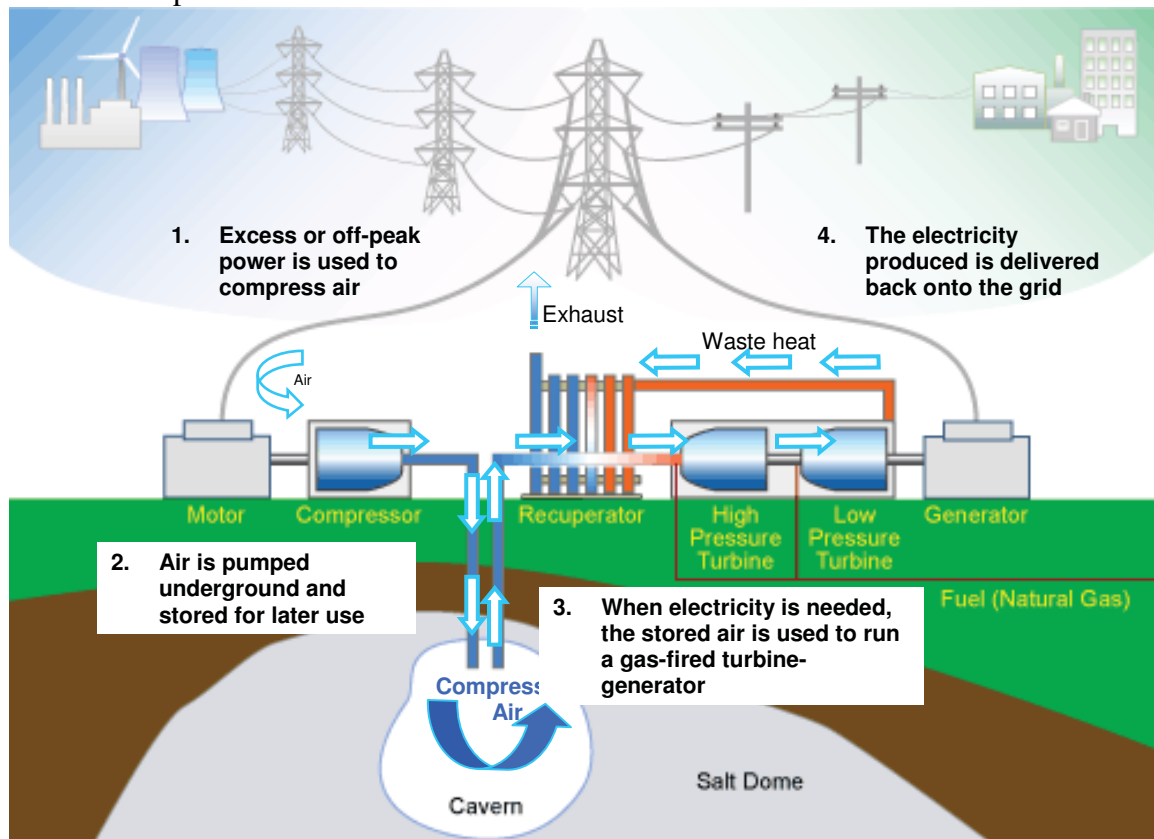 1. Excess or off-peak
power is used to
compress air
4. The electricity
produced is delivered
back onto the grid
Exhaust
Waste heat
Air
Motor
Compressor
Recuperator
High
Pressure
Turbine
Low
Pressure
Turbine
Generator
2. Air is pumped
underground and
stored for later use
3. When electricity is needed,
the stored air is used to run
a gas-fired turbine-
generator
Fuel (Natural Gas)
Air
Cavern
Salt Dome